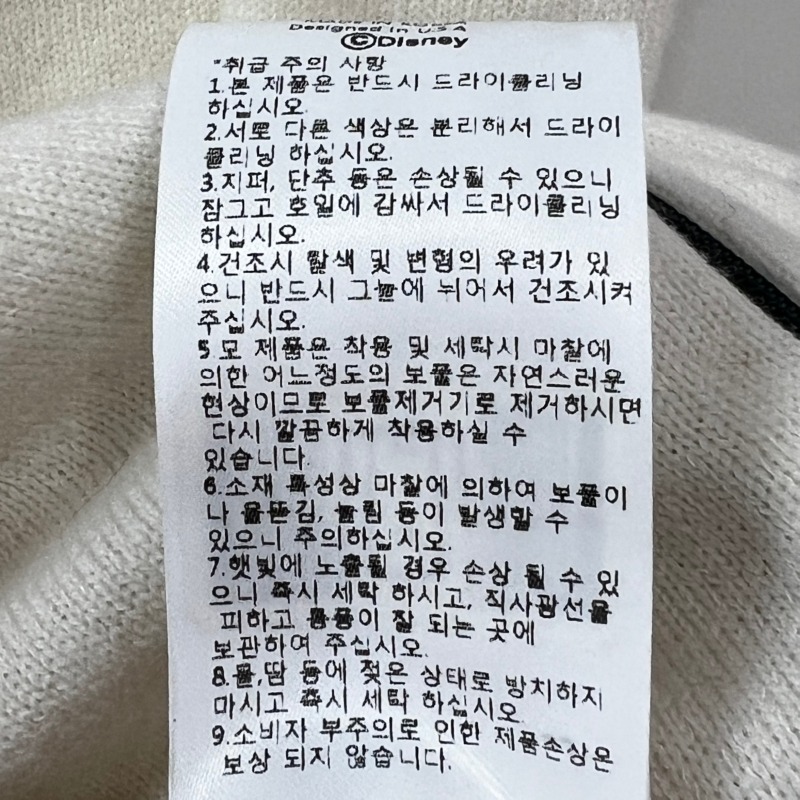 MADE IN KOREA
Designed in U.S.A
©Disney
*취급 주의 사항
1.본 제품은 반드시 드라이클리닝
하십시오.
2.서로 다른 색상은 분리해서 드라이
클리닝 하십시오.
3.지퍼, 단추 등은 손상될 수 있으니
잠그고 호일에 감싸서 드라이클리닝
하십시오.
4.건조시 탈색 및 변형의 우려가 있
으니 반드시 그늘에 뉘어서 건조시켜
주십시오.
5.모 제품은 착용 및 세탁시 마찰에
의한 어느정도의 보풀은 자연스러운
현상이므로 보풀제거기로 제거하시면
다시 깔끔하게 착용하실 수
있습니다.
6.소재 특성상 마찰에 의하여 보풀이
나 올뜯김, 눌림 등이 발생할 수
있으니 주의하십시오.
7.햇빛에 노출될 경우 손상 될 수 있
으니 즉시 세탁 하시고, 직사광선을
피하고 통풍이 잘 되는 곳에
보관하여 주십시오.
8.물,땀 등에 젖은 상태로 방치하지
마시고 즉시 세탁 하십시오.
9.소비자 부주의로 인한 제품손상은
보상 되지 않습니다.